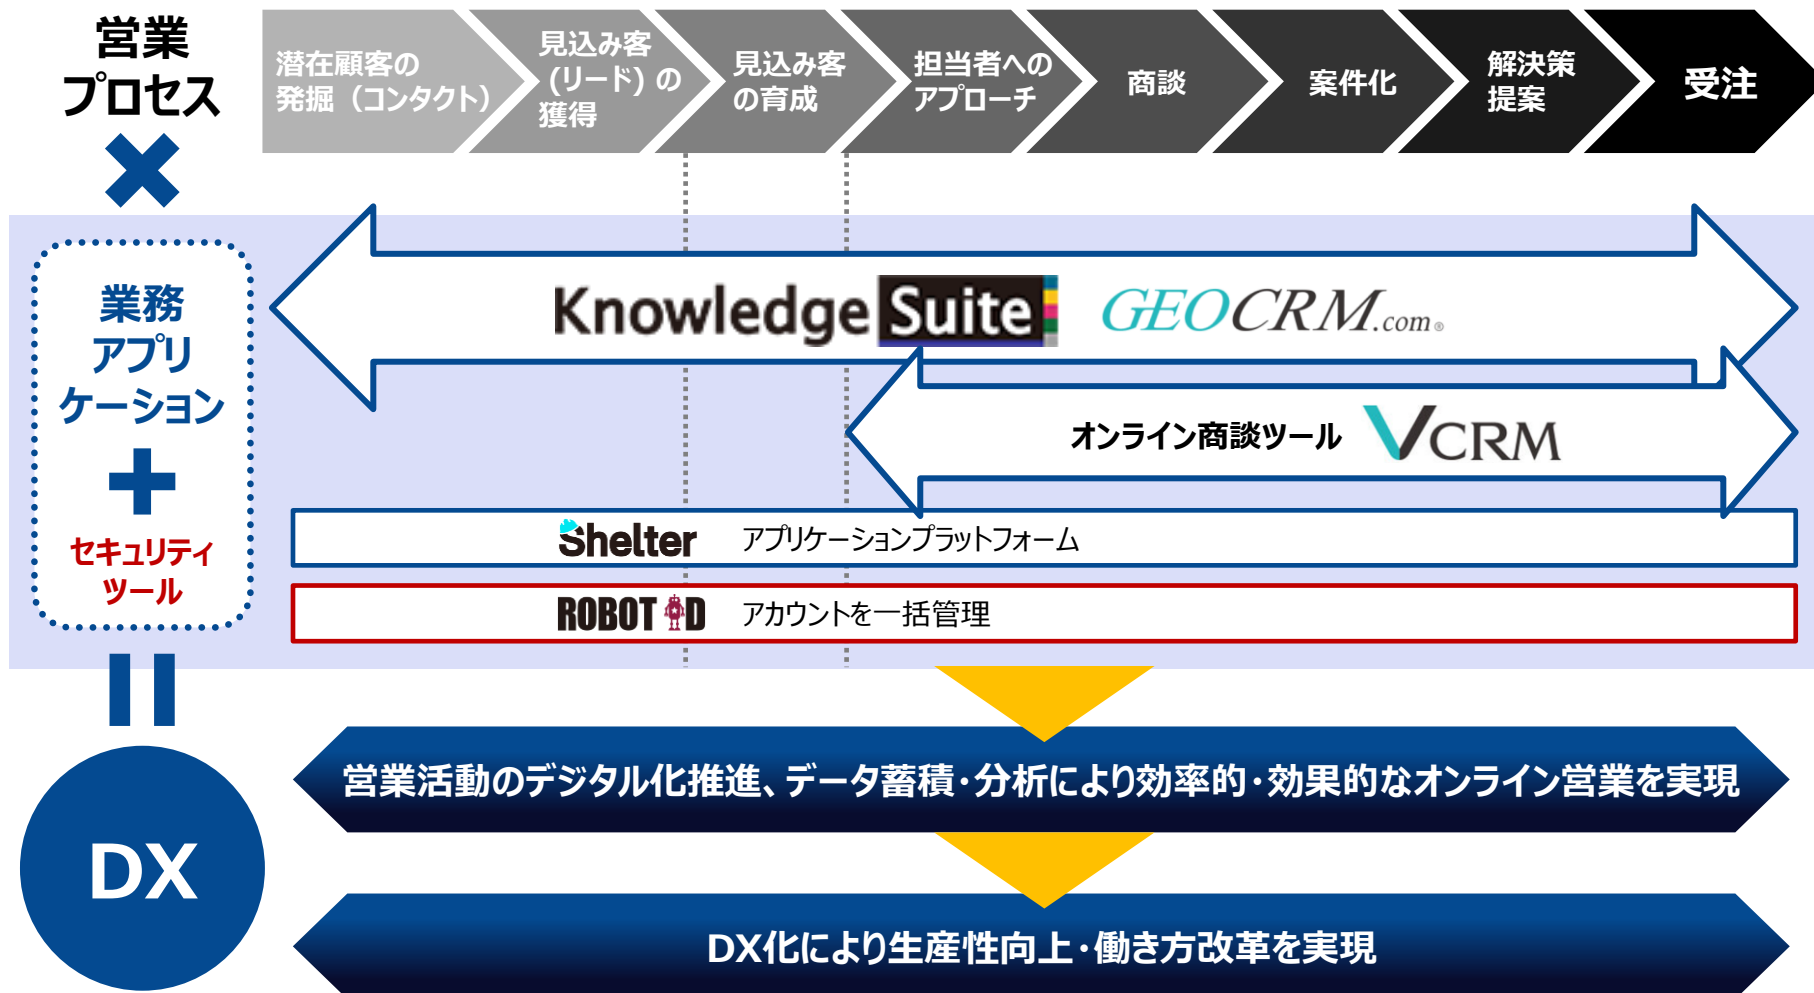 営業
プロセス
潜在顧客の
発掘（コンタクト）
見込み客
(リード) の
獲得
見込み客
の育成
担当者への
アプローチ
商談
案件化
解決策
提案
受注
業務
アプリ
ケーション
セキュリティ
ツール
Knowledge Suite
GEOCRM.com®
オンライン商談ツール VCRM
Shelter アプリケーションプラットフォーム
ROBOT ID アカウントを一括管理
DX
営業活動のデジタル化推進、データ蓄積・分析により効率的・効果的なオンライン営業を実現
DX化により生産性向上・働き方改革を実現